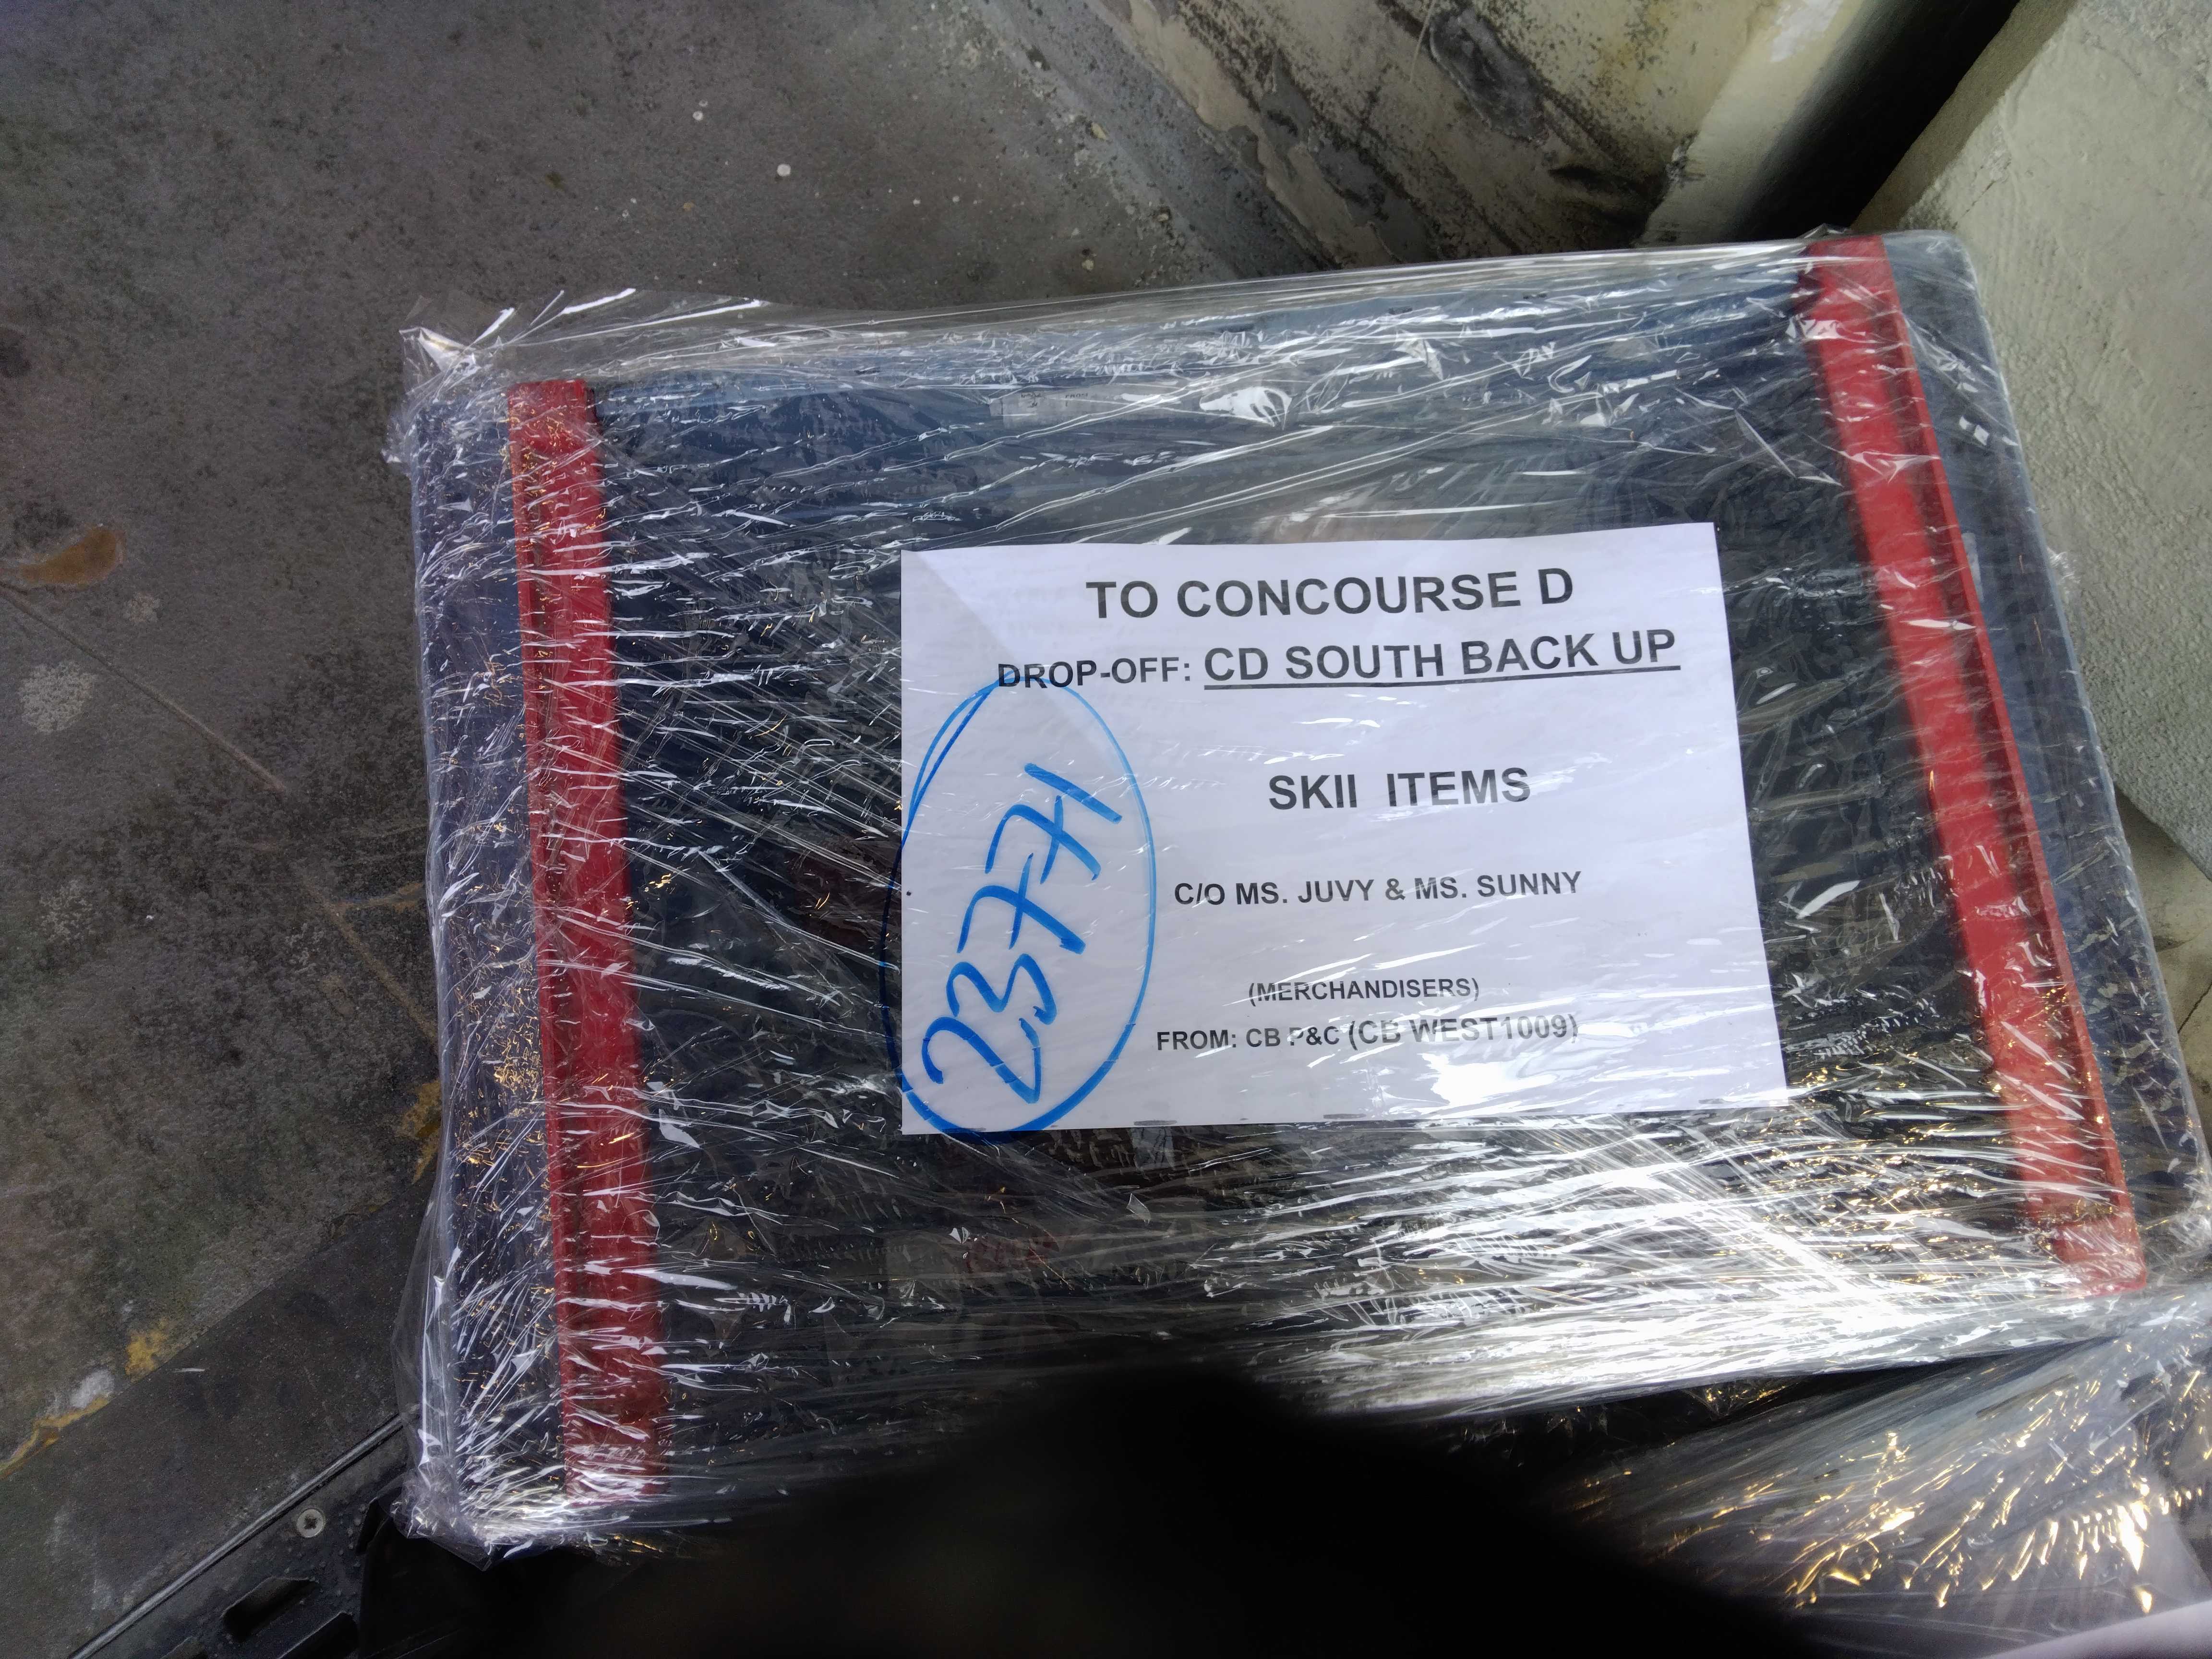 TO CONCOURSE D
DROP-OFF: CD SOUTH BACK UP
SKII ITEMS
C/O MS. JUVY & MS. SUNNY
(MERCHANDISERS)
FROM: CB P&C (CB WEST1009)
23771